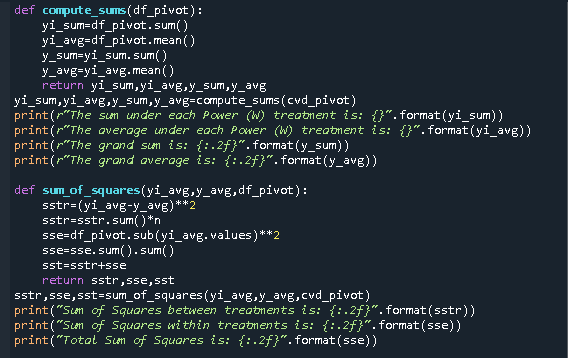 def compute_sums(df_pivot):
    yi_sum=df_pivot.sum()
    yi_avg=df_pivot.mean()
    y_sum=yi_sum.sum()
    y_avg=yi_avg.mean()
    return yi_sum,yi_avg,y_sum,y_avg
yi_sum,yi_avg,y_sum,y_avg=compute_sums(cvd_pivot)
print(r"The sum under each Power (W) treatment is: {}".format(yi_sum))
print(r"The average under each Power (W) treatment is: {}".format(yi_avg))
print(r"The grand sum is: {:.2f}".format(y_sum))
print(r"The grand average is: {:.2f}".format(y_avg))

def sum_of_squares(yi_avg,y_avg,df_pivot):
    sstr=(yi_avg-y_avg)**2
    sstr=sstr.sum()*n
    sse=df_pivot.sub(yi_avg.values)**2
    sse=sse.sum().sum()
    sst=sstr+sse
    return sstr,sse,sst
sstr,sse,sst=sum_of_squares(yi_avg,y_avg,cvd_pivot)
print("Sum of Squares between treatments is: {:.2f}".format(sstr))
print("Sum of Squares within treatments is: {:.2f}".format(sse))
print("Total Sum of Squares is: {:.2f}".format(sse))